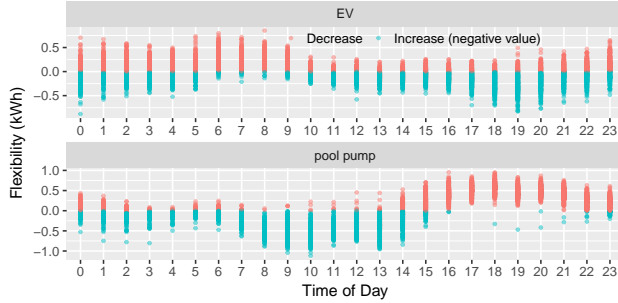 EV
Decrease Increase (negative value)
0.5
0.0
−0.5
0 1 2 3 4 5 6 7 8 9 10 11 12 13 14 15 16 17 18 19 20 21 22 23
pool pump
1.0
0.5
0.0
−0.5
−1.0
0 1 2 3 4 5 6 7 8 9 10 11 12 13 14 15 16 17 18 19 20 21 22 23
Flexibility (kWh)
Time of Day